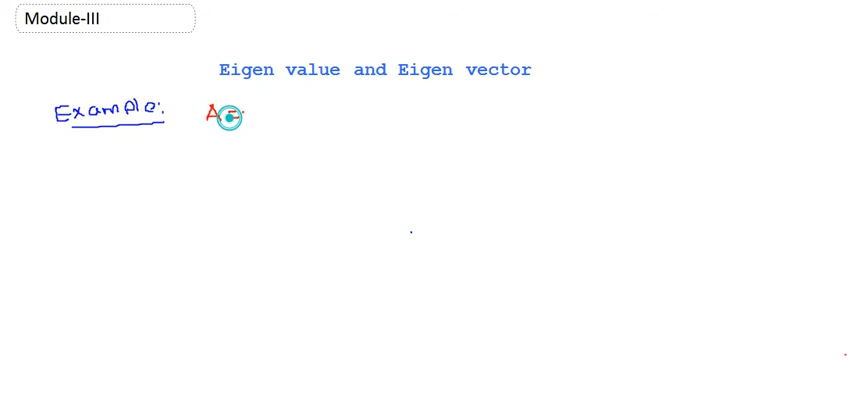 Module-III
Eigen value and Eigen vector
Example: A =